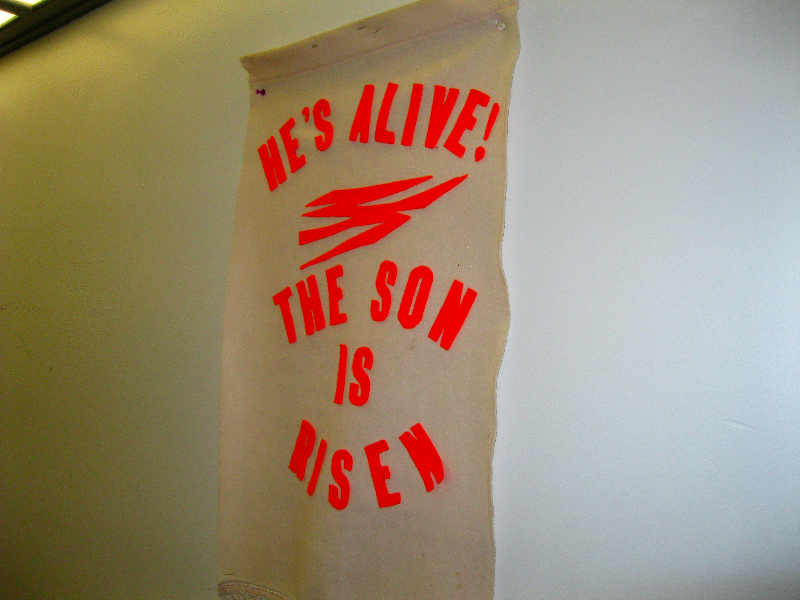 HE'S ALIVE!
THE SON
IS
RISEN